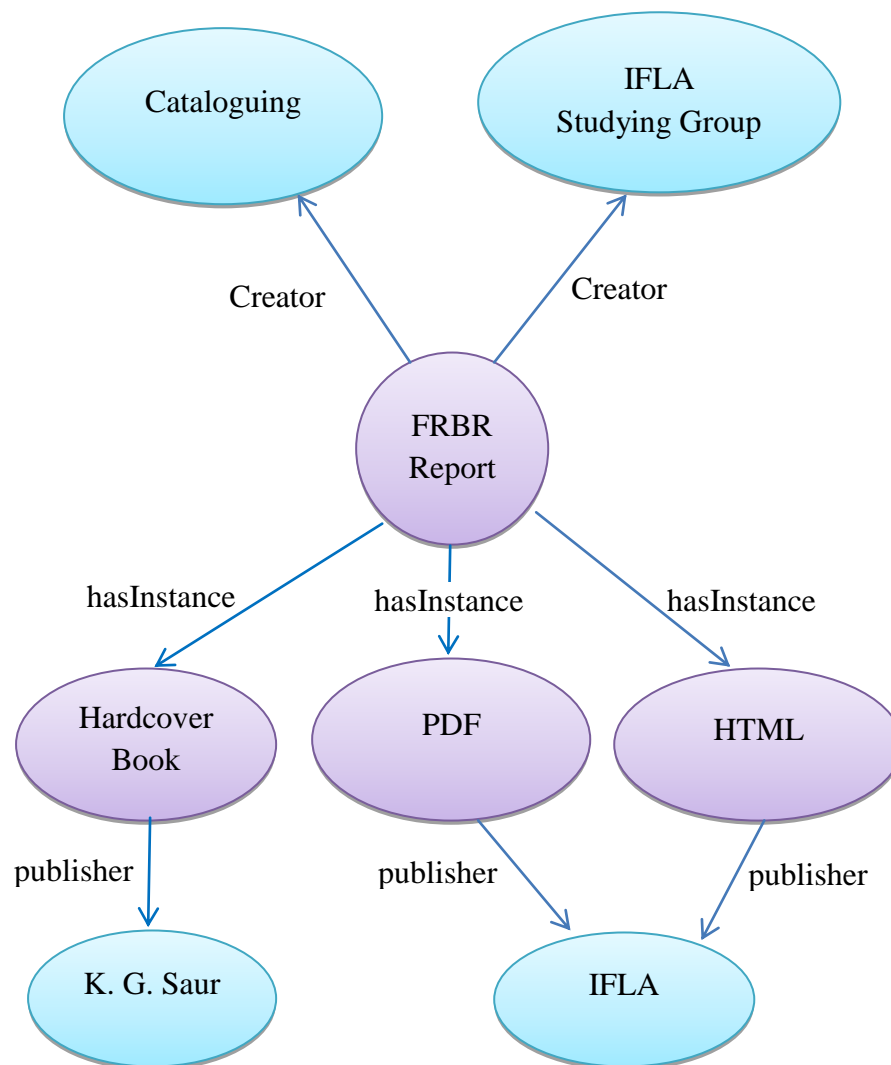 Cataloguing
IFLA
Studying Group
Creator
Creator
FRBR
Report
hasInstance
hasInstance
hasInstance
Hardcover
Book
PDF
HTML
publisher
publisher
publisher
K. G. Saur
IFLA